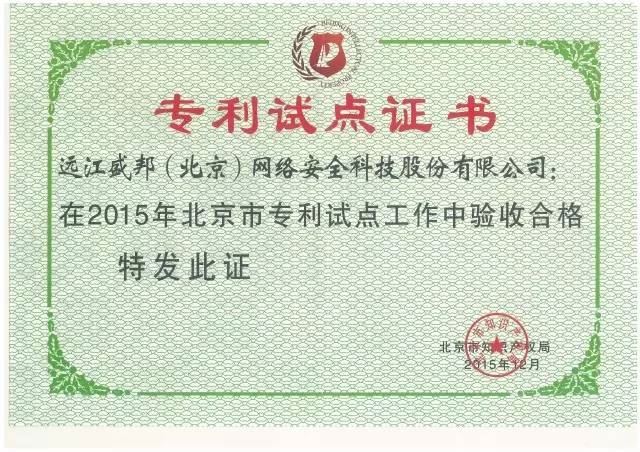 BEIJING INTELLECTUAL PROPERTY
专利试点证书
远江盛邦（北京）网络安全科技股份有限公司：
在2015年北京市专利试点工作中验收合格
特发此证
北京市知识产权局
2015年12月